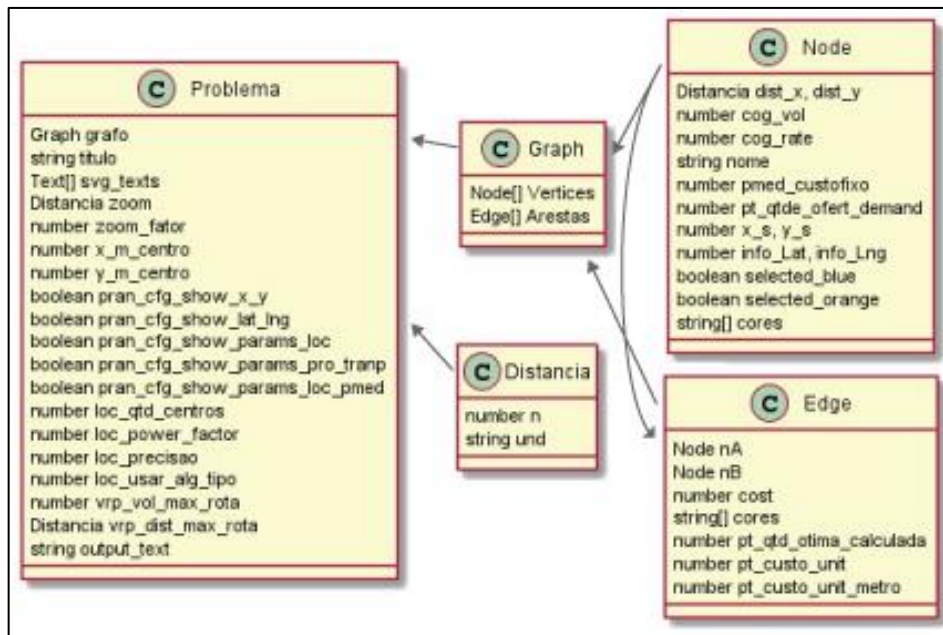 C Problema
Graph grafo
string titulo
Text[] svg_texts
Distancia zoom
number zoom_fator
number x_m_centro
number y_m_centro
boolean pran_cfg_show_x_y
boolean pran_cfg_show_lat_lng
boolean pran_cfg_show_params_loc
boolean pran_cfg_show_params_pro_tranp
boolean pran_cfg_show_params_loc_pmed
number loc_qtd_centros
number loc_power_factor
number loc_precisao
number loc_usar_alg_tipo
number vrp_vol_max_rota
Distancia vrp_dist_max_rota
string output_text
C Graph
Node[] Vertices
Edge[] Arestas
C Distancia
number n
string und
C Node
Distancia dist_x, dist_y
number cog_vol
number cog_rate
string nome
number pmed_custofixo
number pt_qtde_ofert_demand
number x_s, y_s
number info_Lat, info_Lng
boolean selected_blue
boolean selected_orange
string[] cores
C Edge
Node nA
Node nB
number cost
string[] cores
number pt_qtd_otima_calculada
number pt_custo_unit
number pt_custo_unit_metro